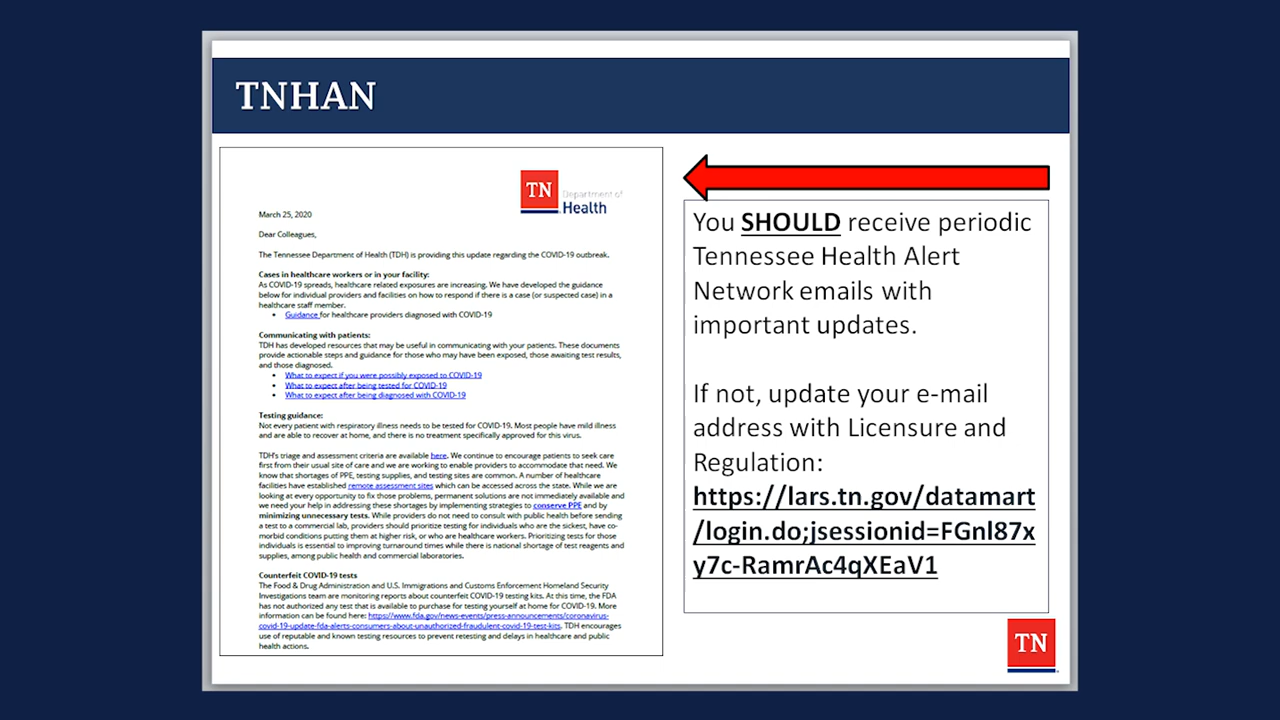 TNHAN
TN
Department of
Health
March 25, 2020
Dear Colleagues,
The Tennessee Department of Health (TDH) is providing this update regarding the COVID-19 outbreak.
Cases in healthcare workers or in your facility:
As COVID-19 spreads, healthcare related exposures are increasing. We have developed the guidance
below for individual providers and facilities on how to respond if there is a case (or suspected case) in a
healthcare staff member.
• Guidance for healthcare providers diagnosed with COVID-19
Communicating with patients:
TDH has developed resources that may be useful in communicating with your patients. These documents
provide actionable steps and guidance for those who may have been exposed, those awaiting test results,
and those diagnosed.
• What to expect if you were possibly exposed to COVID-19
• What to expect after being tested for COVID-19
• What to expect after being diagnosed with COVID-19
Testing guidance:
Not every patient with respiratory illness needs to be tested for COVID-19. Most people have mild illness
and are able to recover at home, and there is no treatment specifically approved for this virus.
TDH's triage and assessment criteria are available here. We continue to encourage patients to seek care
first from their usual site of care and we are working to enable providers to accommodate that need. We
know that shortages of PPE, testing supplies, and testing sites are common. A number of healthcare
facilities have established remote assessment sites which can be accessed across the state. While we are
looking at every opportunity to fix those problems, permanent solutions are not immediately available and
we need your help in addressing these shortages by implementing strategies to conserve PPE and by
minimizing unnecessary tests. While providers do not need to consult with public health before sending
a test to a commercial lab, providers should prioritize testing for individuals who are the sickest, have co-
morbid conditions putting them at higher risk, or who are healthcare workers. Prioritizing tests for those
individuals is essential to improving turnaround times while there is national shortage of test reagents and
supplies, among public health and commercial laboratories.
Counterfeit COVID-19 tests
The Food & Drug Administration and U.S. Immigrations and Customs Enforcement Homeland Security
Investigations team are monitoring reports about counterfeit COVID-19 testing kits. At this time, the FDA
has not authorized any test that is available to purchase for testing yourself at home for COVID-19. More
information can be found here: https://www.fda.gov/news-events/press-announcements/coronavirus-
covid-19-update-fda-alerts-consumers-about-unauthorized-fraudulent-covid-19-test-kits. TDH encourages
use of reputable and known testing resources to prevent retesting and delays in healthcare and public
health actions.
You SHOULD receive periodic
Tennessee Health Alert
Network emails with
important updates.
If not, update your e-mail
address with Licensure and
Regulation:
https://lars.tn.gov/datamart
/login.do;jsessionid=FGnl87x
y7c-RamrAc4qXEaV1
TN